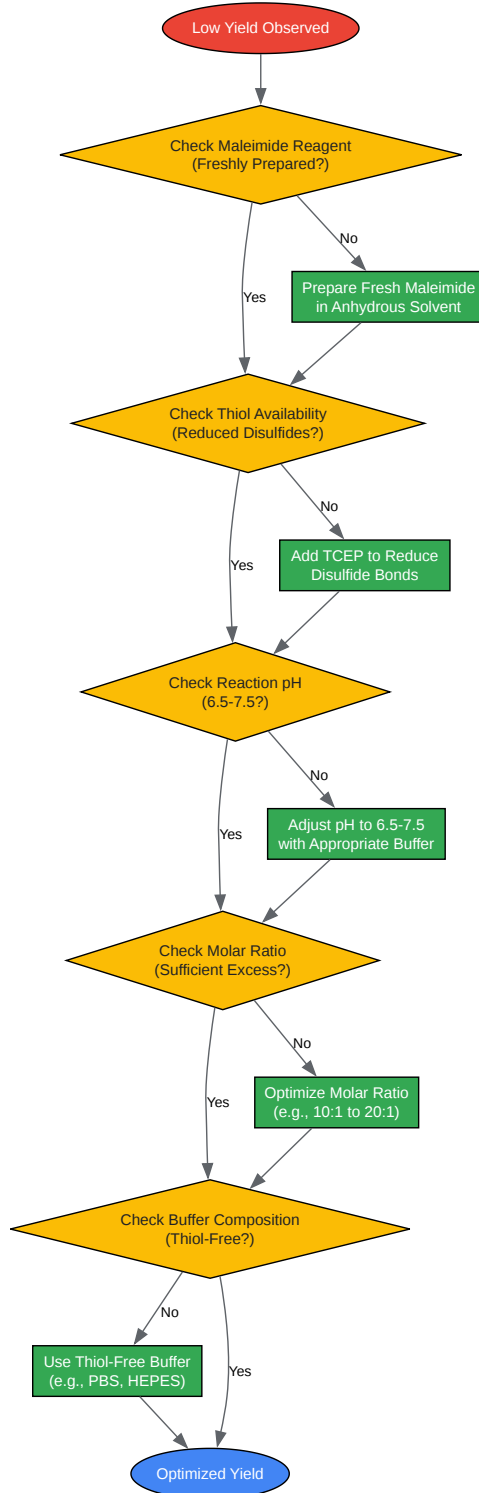 Low Yield Observed
Check Maleimide Reagent
(Freshly Prepared?)
No
Yes
Prepare Fresh Maleimide
in Anhydrous Solvent
Check Thiol Availability
(Reduced Disulfides?)
No
Yes
Add TCEP to Reduce
Disulfide Bonds
Check Reaction pH
(6.5-7.5?)
No
Yes
Adjust pH to 6.5-7.5
with Appropriate Buffer
Check Molar Ratio
(Sufficient Excess?)
No
Yes
Optimize Molar Ratio
(e.g., 10:1 to 20:1)
Check Buffer Composition
(Thiol-Free?)
No
Yes
Use Thiol-Free Buffer
(e.g., PBS, HEPES)
Optimized Yield